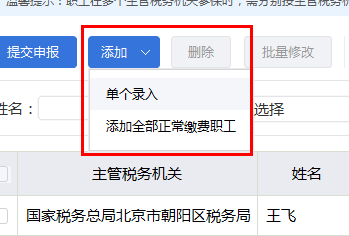 温馨提示：职工在多个主管税务机关参保时，需分别按主管税务机
提交申报 添加 删除 批量修改
姓名： 选择
单个录入
添加全部正常缴费职工
主管税务机关 姓名
国家税务总局北京市朝阳区税务局 王飞